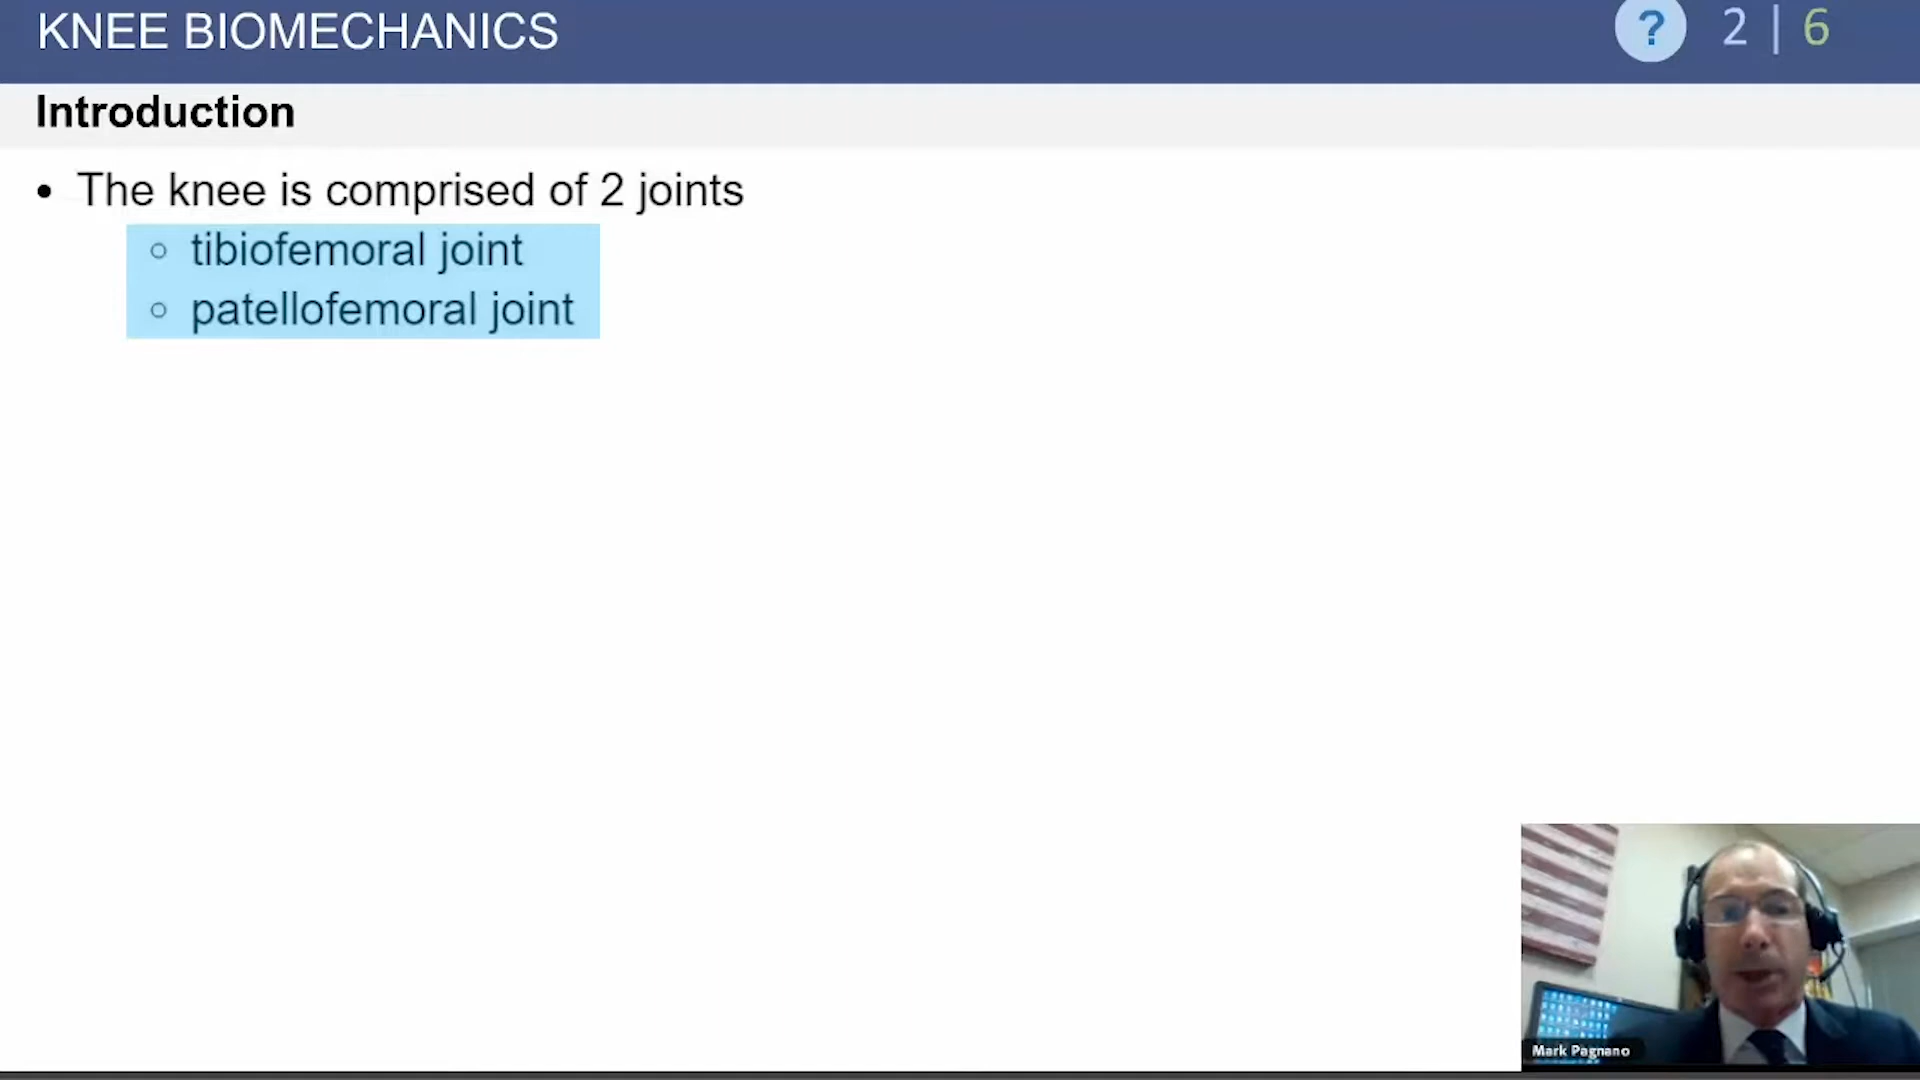 KNEE BIOMECHANICS
? 2 | 6
Introduction
• The knee is comprised of 2 joints
○ tibiofemoral joint
○ patellofemoral joint
Mark Pagnano